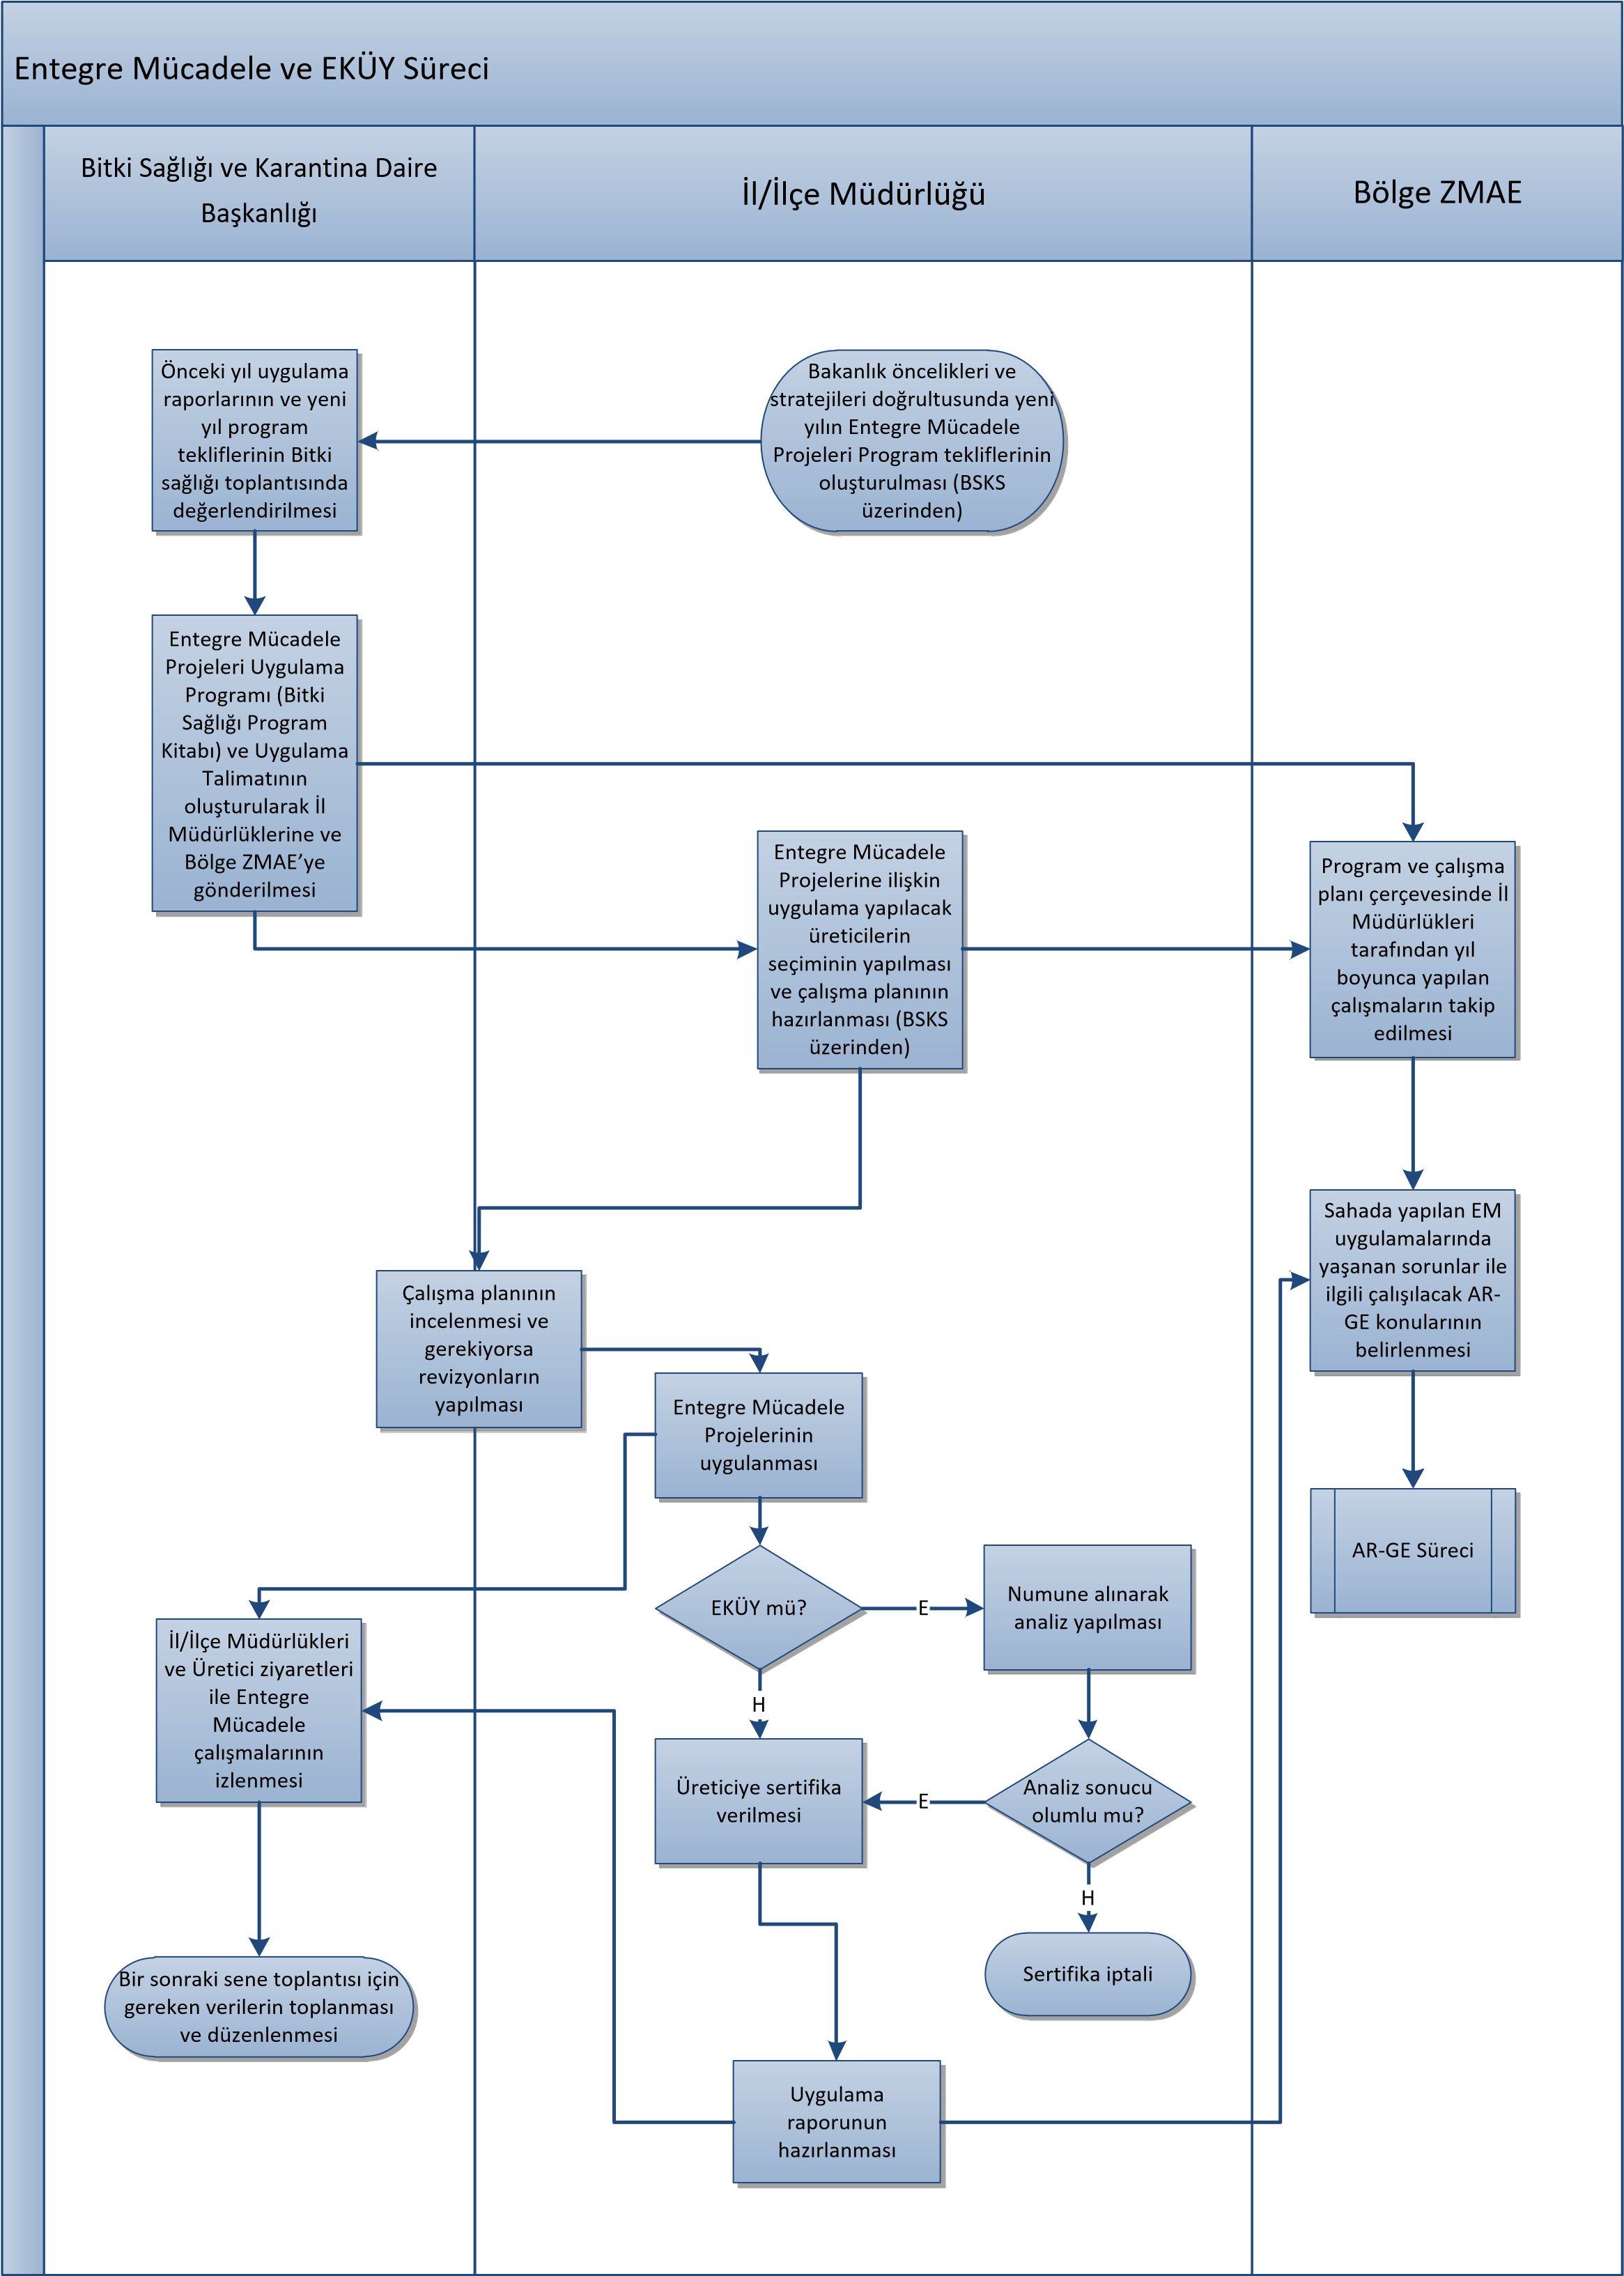 Entegre Mücadele ve EKÜY Süreci
Bitki Sağlığı ve Karantina Daire
Başkanlığı
İl/İlçe Müdürlüğü
Bölge ZMAE
Önceki yıl uygulama
raporlarının ve yeni
yıl program
tekliflerinin Bitki
sağlığı toplantısında
değerlendirilmesi
Bakanlık öncelikleri ve
stratejileri doğrultusunda yeni
yılın Entegre Mücadele
Projeleri Program tekliflerinin
oluşturulması (BSKS
üzerinden)
Entegre Mücadele
Projeleri Uygulama
Programı (Bitki
Sağlığı Program
Kitabı) ve Uygulama
Talimatının
oluşturularak İl
Müdürlüklerine ve
Bölge ZMAE’ye
gönderilmesi
Entegre Mücadele
Projelerine ilişkin
uygulama yapılacak
üreticilerin
seçiminin yapılması
ve çalışma planının
hazırlanması (BSKS
üzerinden)
Program ve çalışma
planı çerçevesinde İl
Müdürlükleri
tarafından yıl
boyunca yapılan
çalışmaların takip
edilmesi
Çalışma planının
incelenmesi ve
gerekiyorsa
revizyonların
yapılması
Sahada yapılan EM
uygulamalarında
yaşanan sorunlar ile
ilgili çalışılacak AR-
GE konularının
belirlenmesi
Entegre Mücadele
Projelerinin
uygulanması
AR-GE Süreci
EKÜY mü?
E
Numune alınarak
analiz yapılması
İl/İlçe Müdürlükleri
ve Üretici ziyaretleri
ile Entegre
Mücadele
çalışmalarının
izlenmesi
H
Üreticiye sertifika
verilmesi
E
Analiz sonucu
olumlu mu?
H
Sertifika iptali
Bir sonraki sene toplantısı için
gereken verilerin toplanması
ve düzenlenmesi
Uygulama
raporunun
hazırlanması